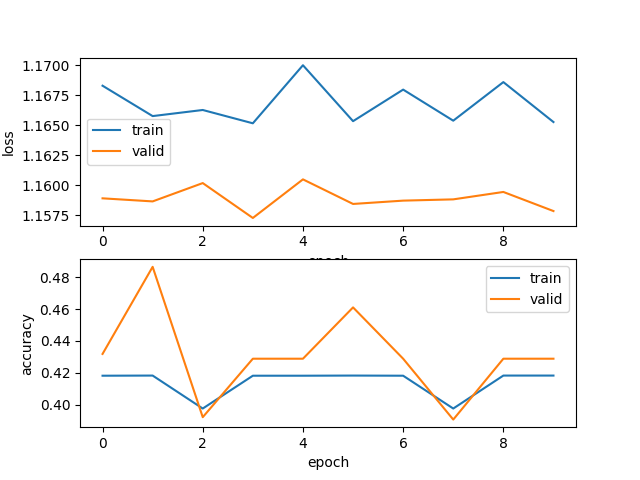 1.1700
1.1675
1.1650
1.1625
1.1600
1.1575
loss
train
valid
0 2 4 6 8
epoch
0.48
0.46
0.44
0.42
0.40
accuracy
train
valid
0 2 4 6 8
epoch